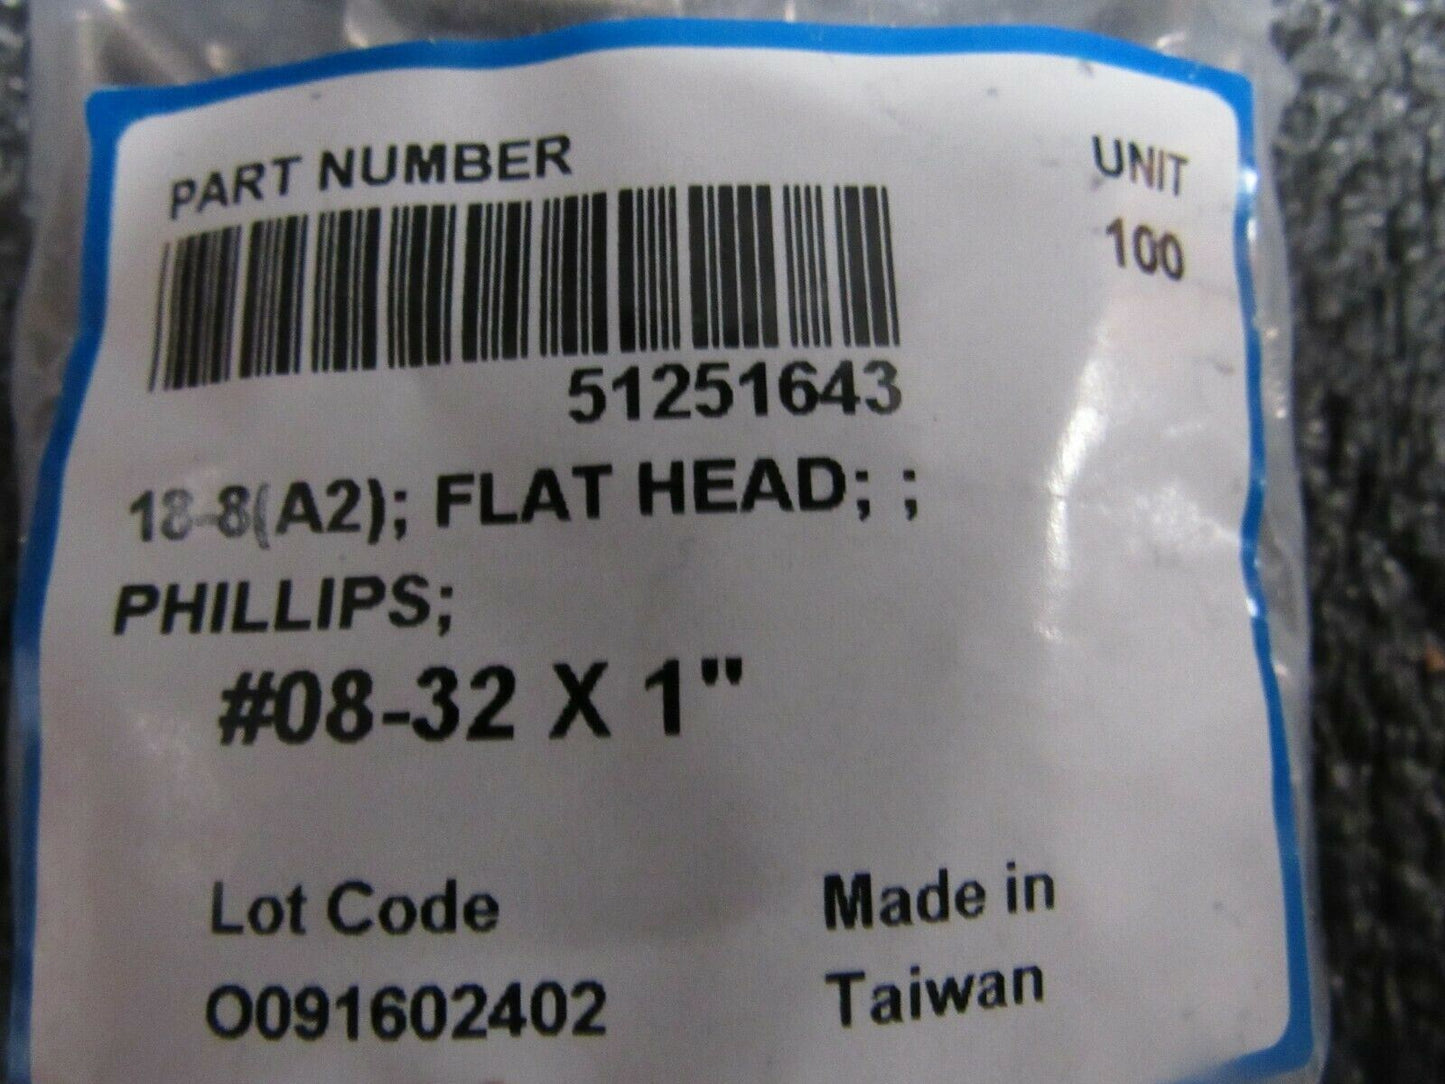 PART NUMBER
UNIT
100
51251643
18-8(A2); FLAT HEAD; ;
PHILLIPS;
#08-32 X 1"
Lot Code
Made in
O091602402
Taiwan